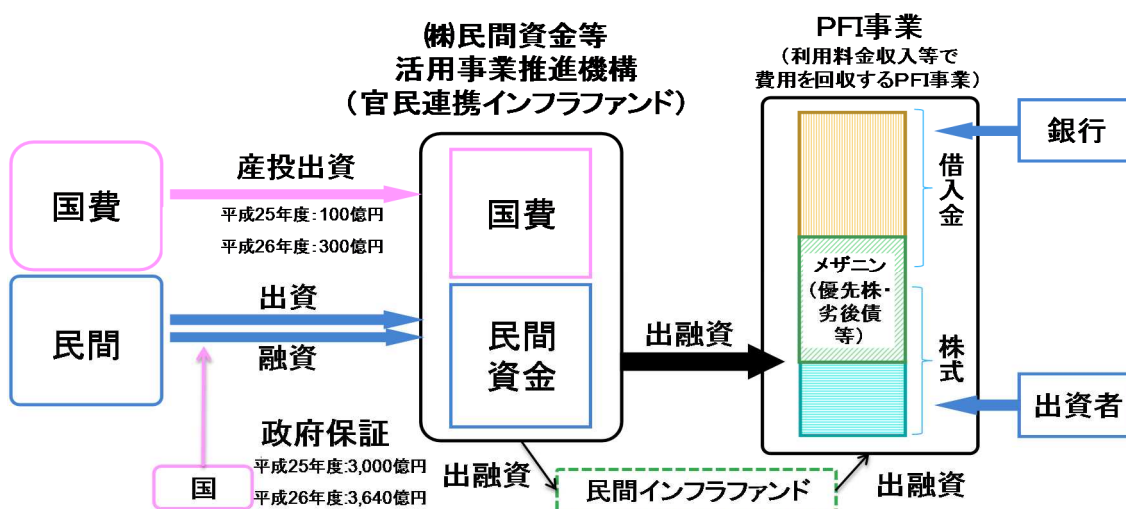 ㈱民間資金等
活用事業推進機構
(官民連携インフラファンド)
PFI事業
(利用料金収入等で
費用を回収するPFI事業)
国費
産投出資
平成25年度:100億円
平成26年度:300億円
国費
民間
出資
融資
民間
資金
出融資
メザニン
(優先株・
劣後債
等)
借入金
株式
銀行
出資者
国
政府保証
平成25年度:3,000億円
平成26年度:3,640億円
出融資
民間インフラファンド
出融資